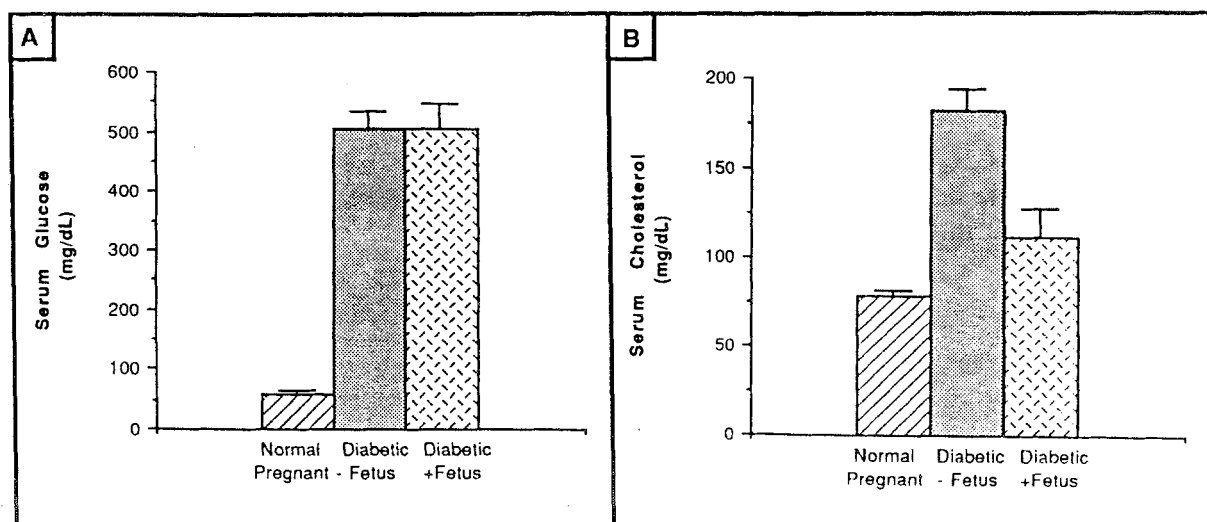 A
Serum Glucose
(mg/dL)
600
500
400
300
200
100
0
Normal Diabetic Diabetic
Pregnant - Fetus +Fetus
B
Serum Cholesterol
(mg/dL)
200
150
100
50
0
Normal Diabetic Diabetic
Pregnant - Fetus +Fetus